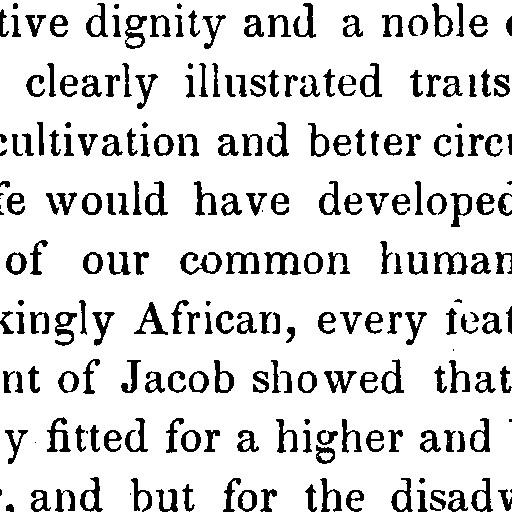 tive dignity and a noble
clearly illustrated traits
cultivation and better circu
fe would have developed
of our common human
kingly African, every feat
nt of Jacob showed that
y fitted for a higher and
, and but for the disadv